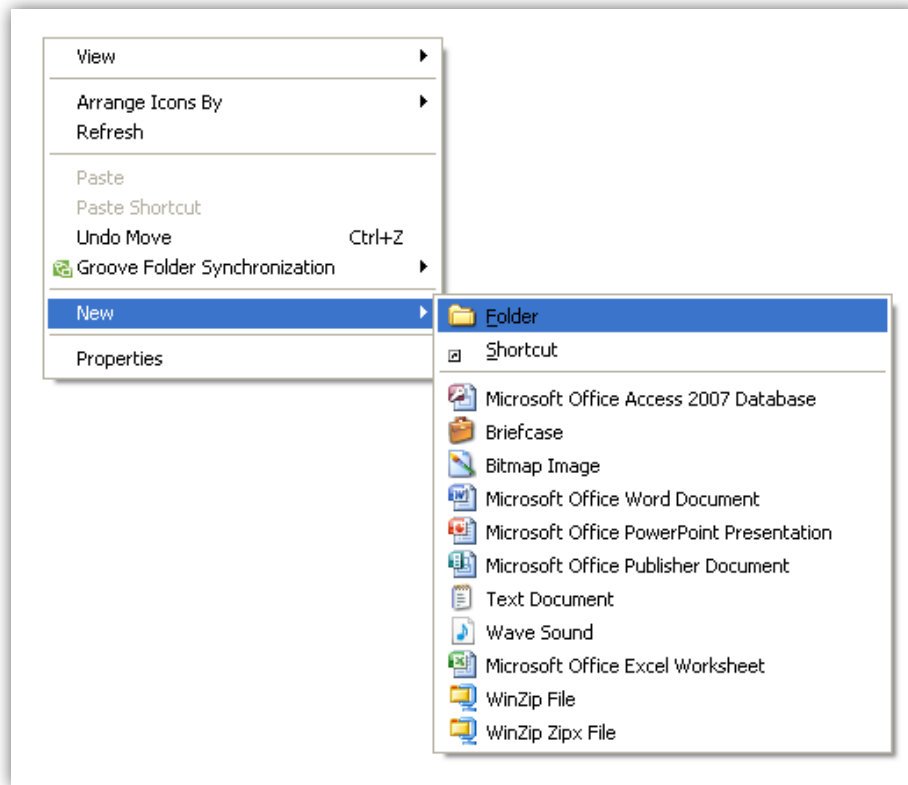 View
Arrange Icons By
Refresh
Paste
Paste Shortcut
Undo Move Ctrl+Z
Groove Folder Synchronization
New
Properties
Folder
Shortcut
Microsoft Office Access 2007 Database
Briefcase
Bitmap Image
Microsoft Office Word Document
Microsoft Office PowerPoint Presentation
Microsoft Office Publisher Document
Text Document
Wave Sound
Microsoft Office Excel Worksheet
WinZip File
WinZip Zipx File